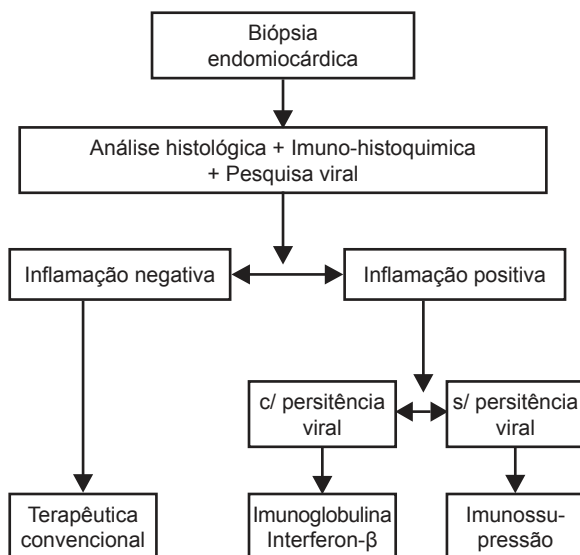 Biópsia
endomiocárdica
Análise histológica + Imuno-histoquimica
+ Pesquisa viral
Inflamação negativa
Inflamação positiva
c/ persitência
viral
s/ persitência
viral
Terapêutica
convencional
Imunoglobulina
Interferon-β
Imunossu-
pressão